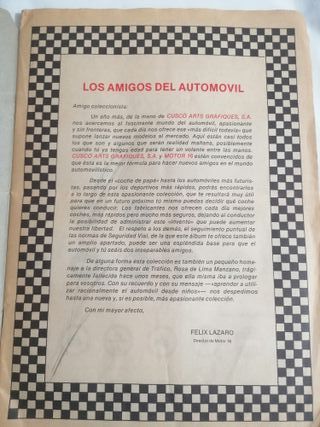 LOS AMIGOS DEL AUTOMOVIL
Amigo coleccionista:
Un año más, de la mano de CUSCO ARTS GRAFIQUES, S.A.
nos acercamos al fascinante mundo del automóvil, apasionante
y sin fronteras, que cada día nos ofrece ese «más difícil todavía» que
supone lanzar nuevos modelos al mercado. Aquí están casi todos
los que son y algunos que serán realidad mañana, posiblemente
cuando tú ya tengas edad para tener un volante entre las manos.
CUSCO ARTS GRAFIQUES, S.A. y MOTOR 16 están convencidos de
que ésta es la mejor fórmula para hacer nuevos amigos en el mundo
automovilístico.
Desde el «coche de papá» hasta los automóviles más futuris-
tas, pasando por los deportivos más rápidos, podrás encontrarlos
a lo largo de esta apasionante colección, que te resultará muy útil
para que en un futuro próximo tú mismo puedas decidir qué coche
quieres conducir. Los fabricantes nos ofrecen cada día mejores
coches, más rápidos pero mucho más seguros, dejando al conductor
la posibilidad de administrar este «invento» que puede aumentar
nuestra libertad. El respeto a los demás, el seguimiento puntual de
las normas de Seguridad Vial, de la que este álbum te ofrece también
un amplio apartado, puede ser una espléndida base para que el
automóvil y tú seáis dos inseparables amigos.
De alguna forma esta colección es también un pequeño home-
naje a la directora general de Tráfico, Rosa de Lima Manzano, trági-
camente fallecida hace unos meses, que ella misma iba a prologar
para vosotros. Con su recuerdo y con su mensaje —aprender a utili-
zar racionalmente el automóvil desde niños— nos despedimos
hasta una nueva y, si es posible, más apasionante colección.
Con mi mayor afecto,
FELIX LAZARO
Director de Motor 16